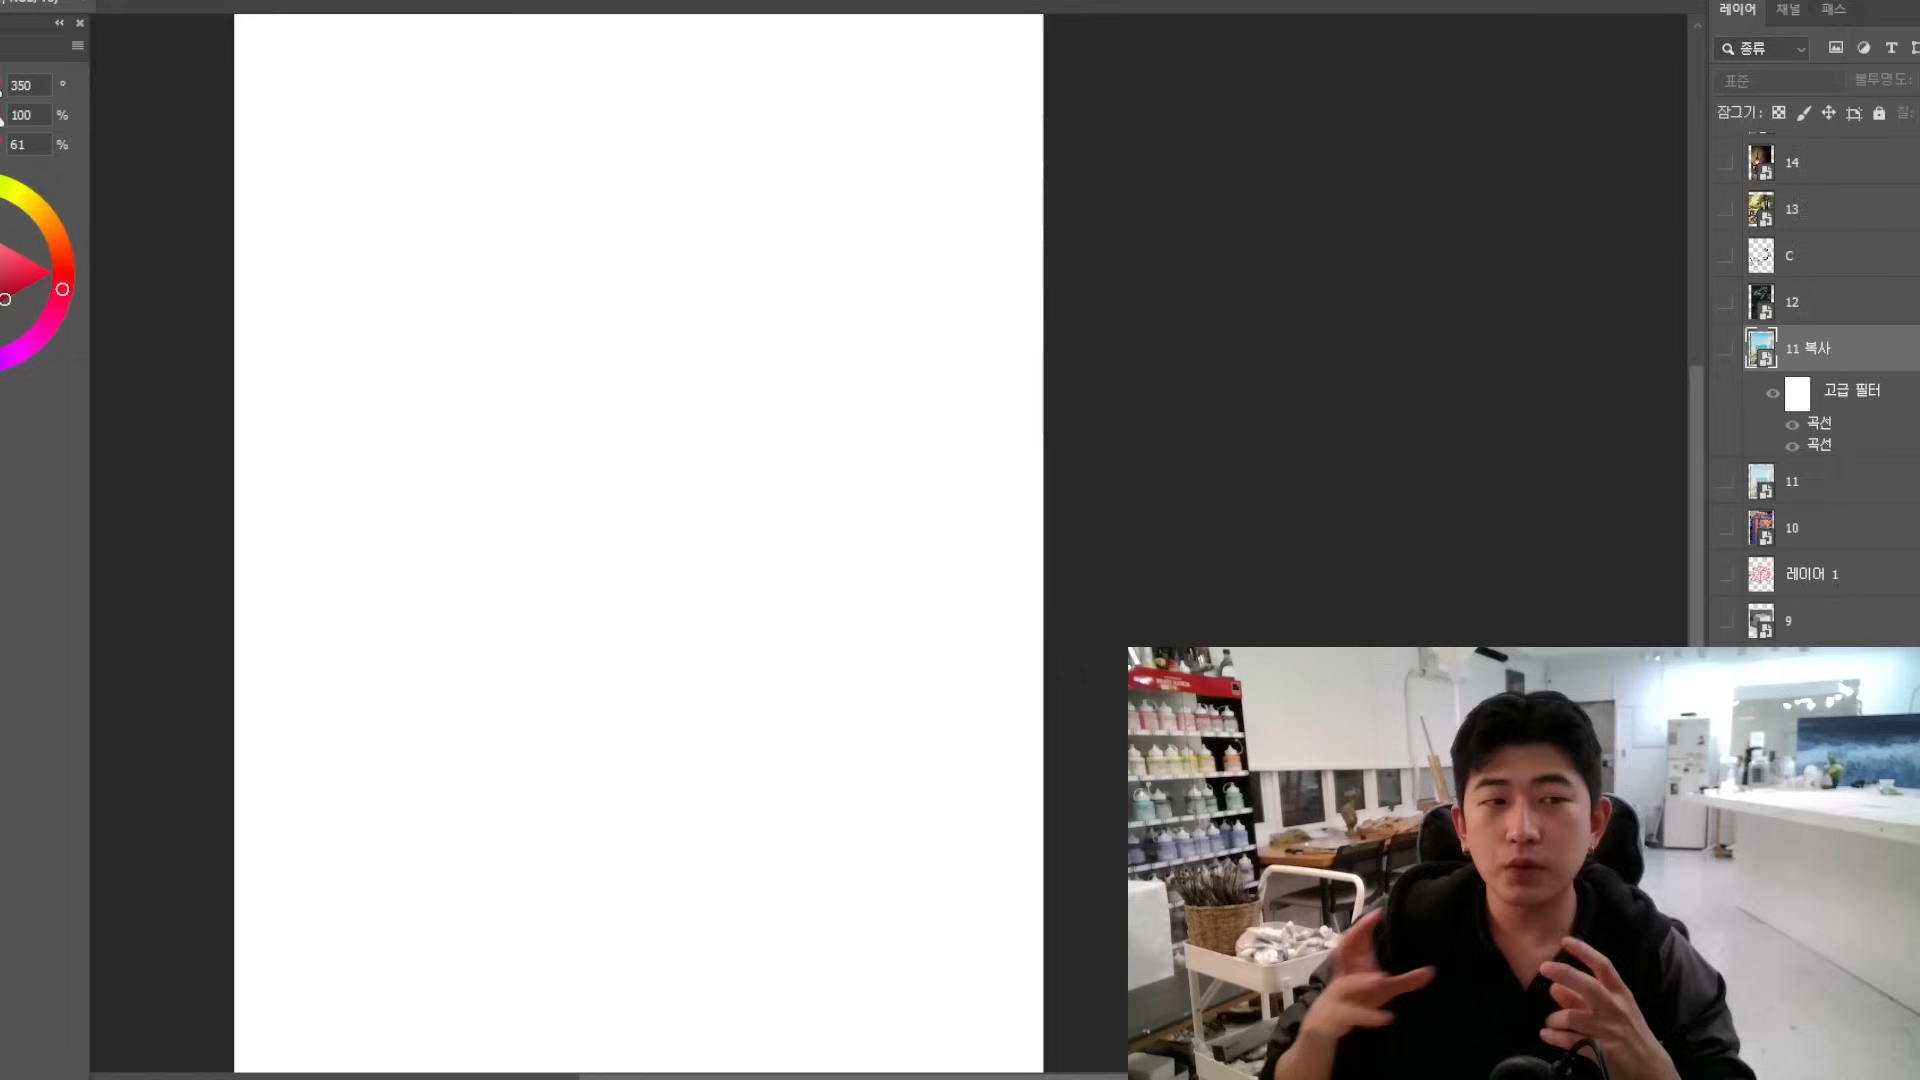 레이어 채널 패스
종류
표준 불투명도:
잠그기: 칠:
350 °
100 %
61 %
14
13
C
12
11 복사
고급 필터
곡선
곡선
11
10
레이어 1
9